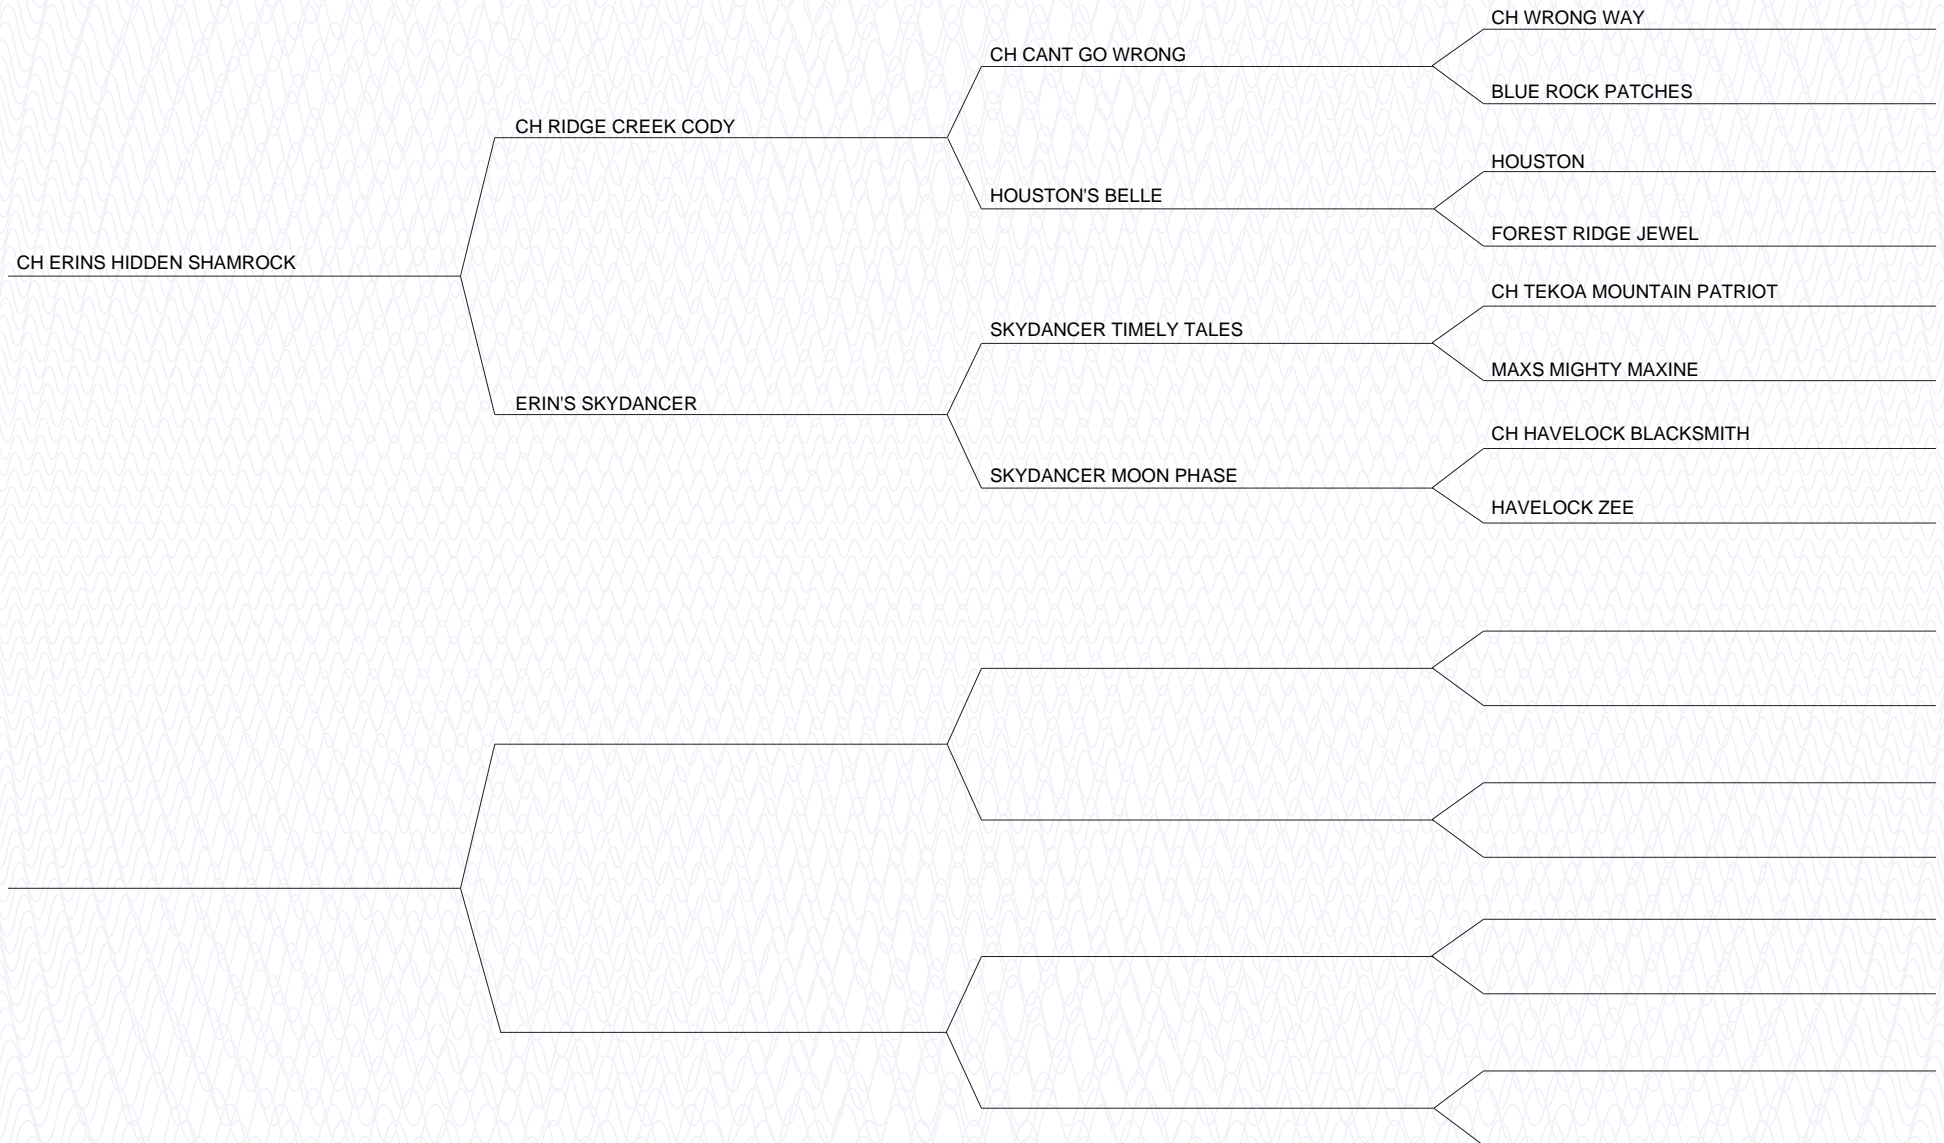 CH WRONG WAY
CH CANT GO WRONG
BLUE ROCK PATCHES
CH RIDGE CREEK CODY
HOUSTON
HOUSTON'S BELLE
FOREST RIDGE JEWEL
CH ERINS HIDDEN SHAMROCK
CH TEKOA MOUNTAIN PATRIOT
SKYDANCER TIMELY TALES
MAXS MIGHTY MAXINE
ERIN'S SKYDANCER
CH HAVELOCK BLACKSMITH
SKYDANCER MOON PHASE
HAVELOCK ZEE